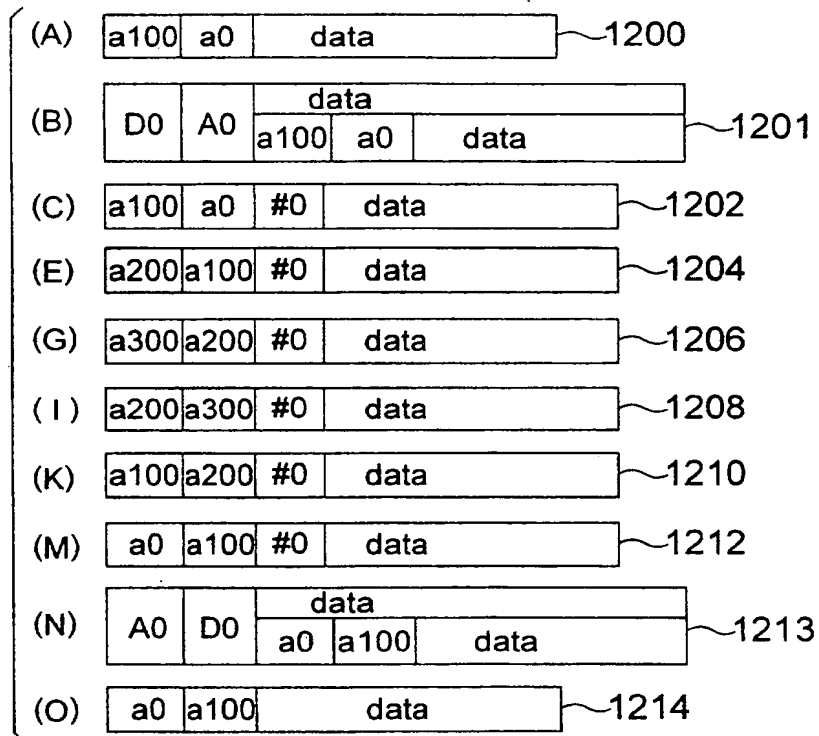 (A) a100 a0 data 1200
(B) D0 A0 data a100 a0 data 1201
(C) a100 a0 #0 data 1202
(E) a200 a100 #0 data 1204
(G) a300 a200 #0 data 1206
(I) a200 a300 #0 data 1208
(K) a100 a200 #0 data 1210
(M) a0 a100 #0 data 1212
(N) A0 D0 data a0 a100 data 1213
(O) a0 a100 data 1214